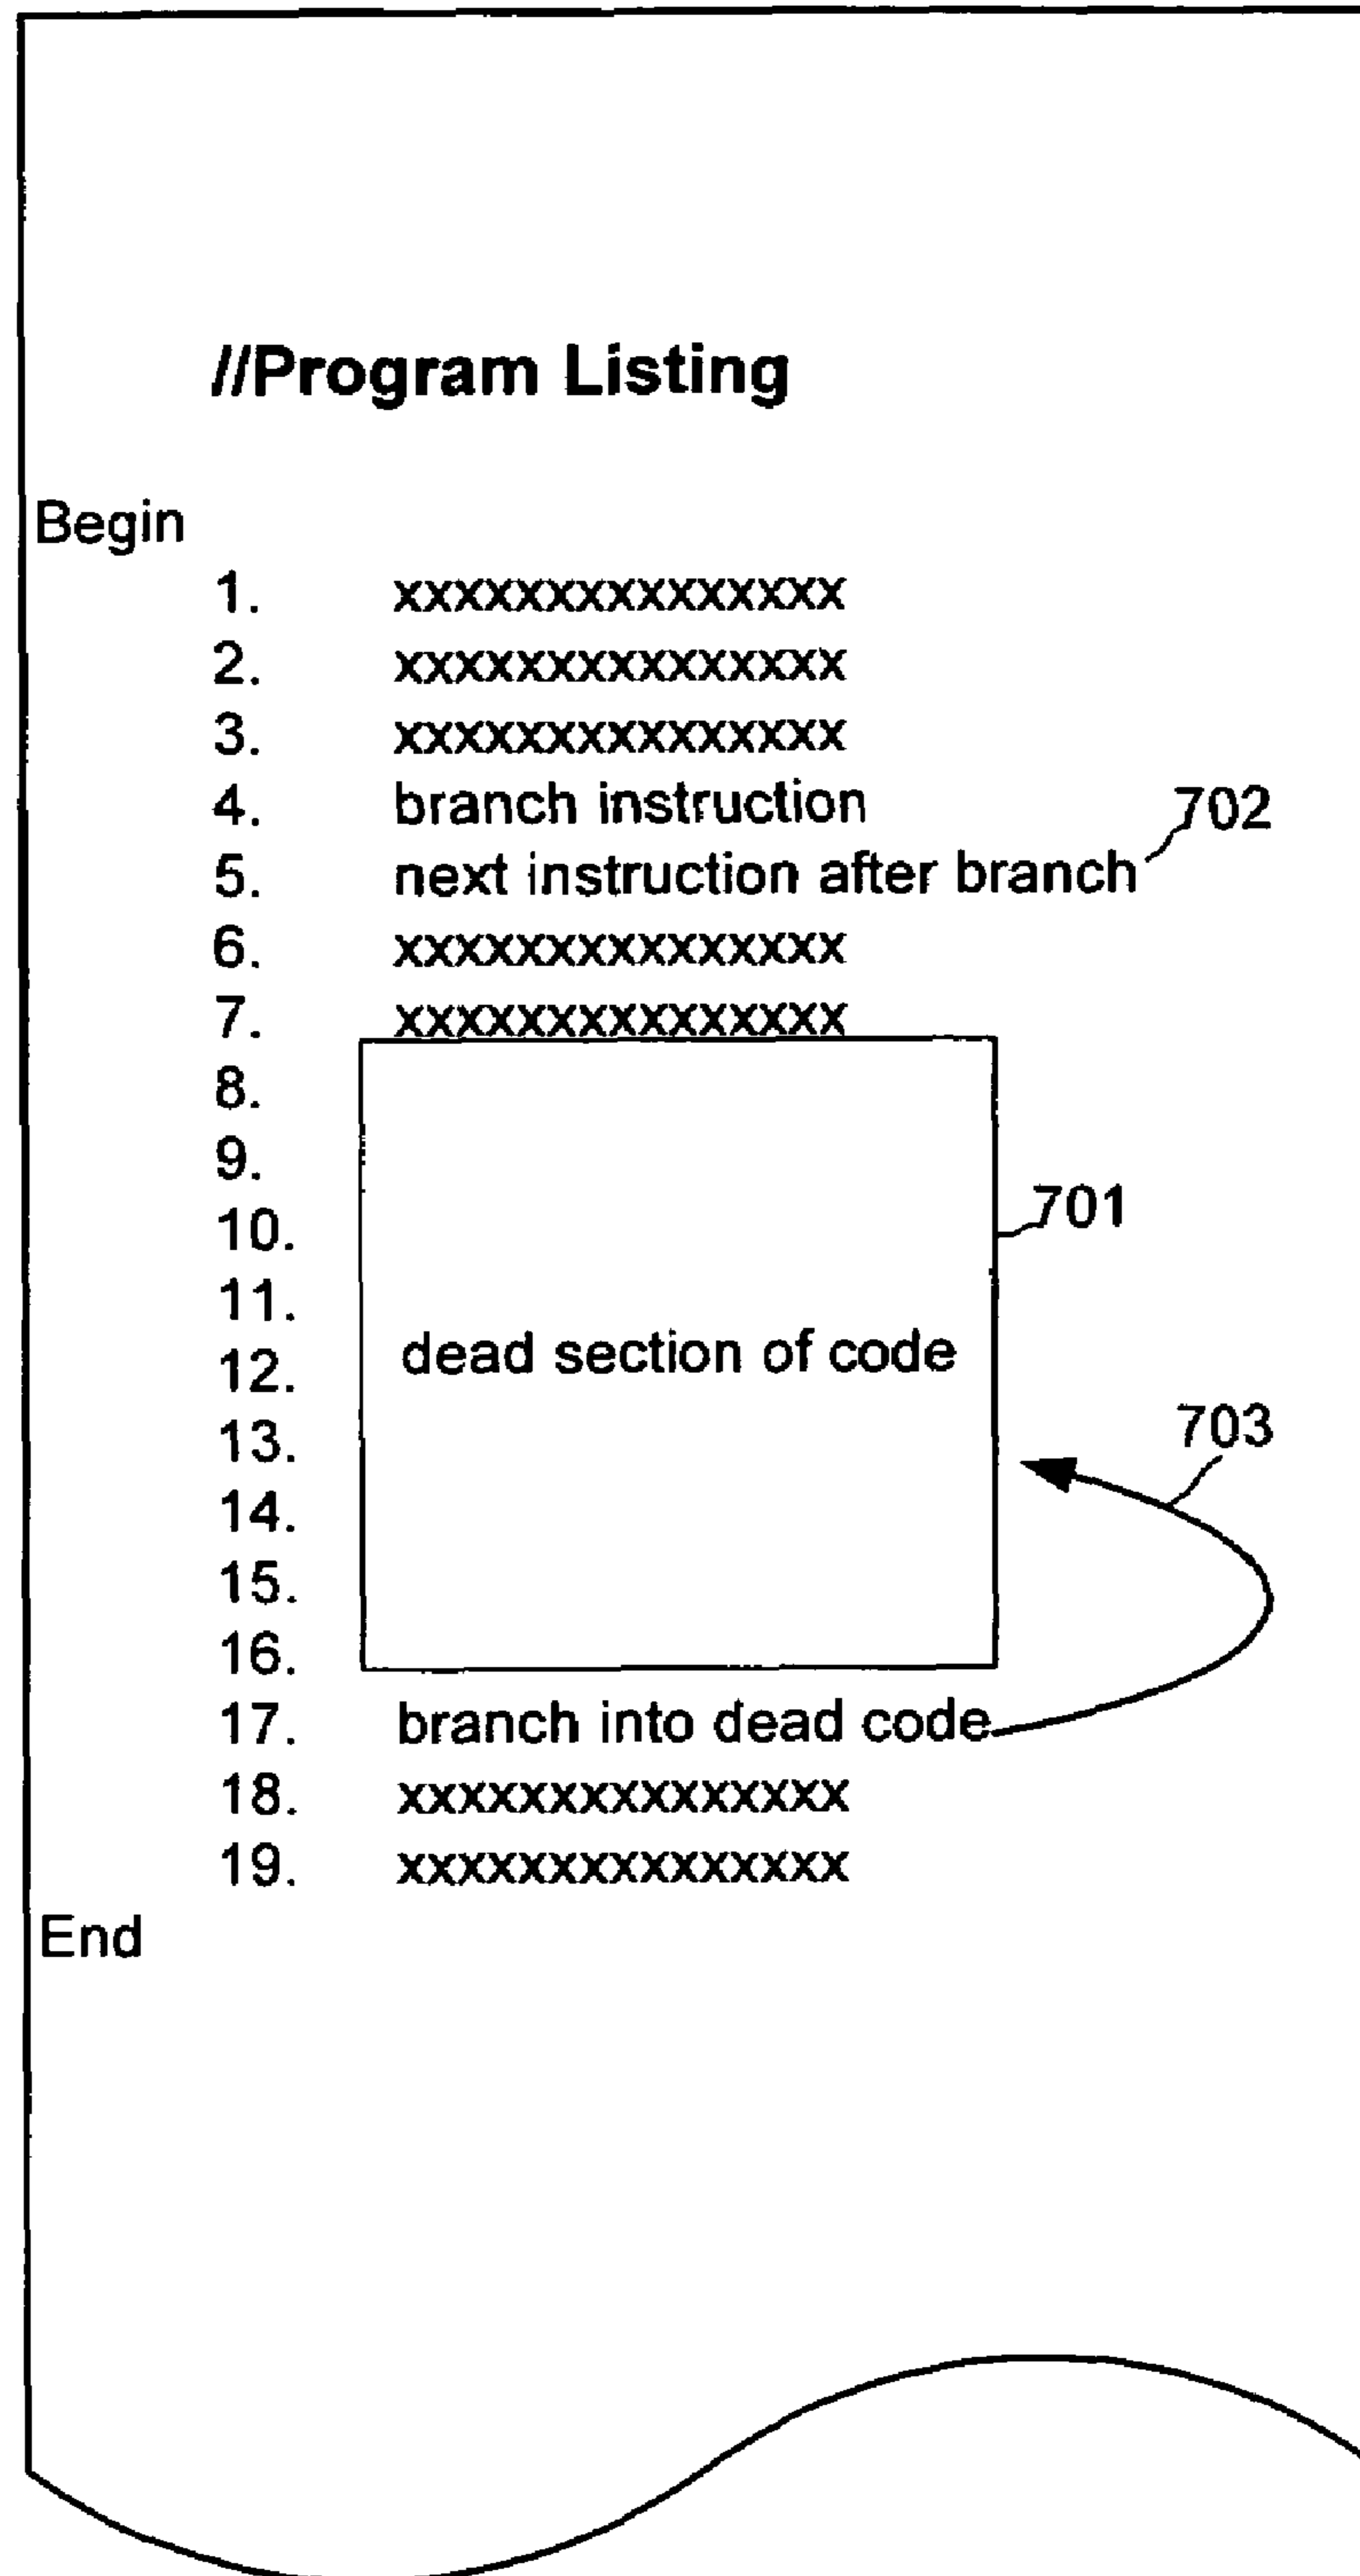 //Program Listing
Begin
1. xxxxxxxxxxxxxxx
2. xxxxxxxxxxxxxxx
3. xxxxxxxxxxxxxxx
4. branch instruction
702
5. next instruction after branch
6. xxxxxxxxxxxxxxx
7. xxxxxxxxxxxxxxx
8.
9.
10.
701
11.
12. dead section of code
13.
703
14.
15.
16.
17. branch into dead code
18. xxxxxxxxxxxxxxx
19. xxxxxxxxxxxxxxx
End